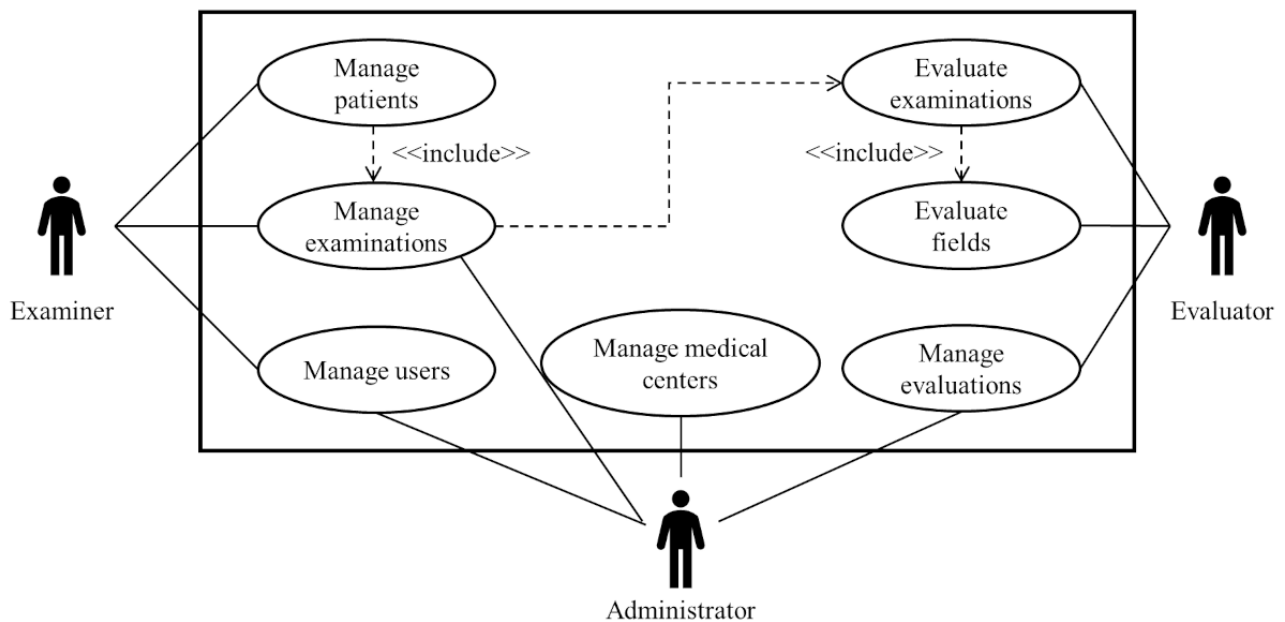 Manage
patients
Evaluate
examinations
<<include>>
<<include>>
Manage
examinations
Evaluate
fields
Examiner
Evaluator
Manage users
Manage medical
centers
Manage
evaluations
Administrator